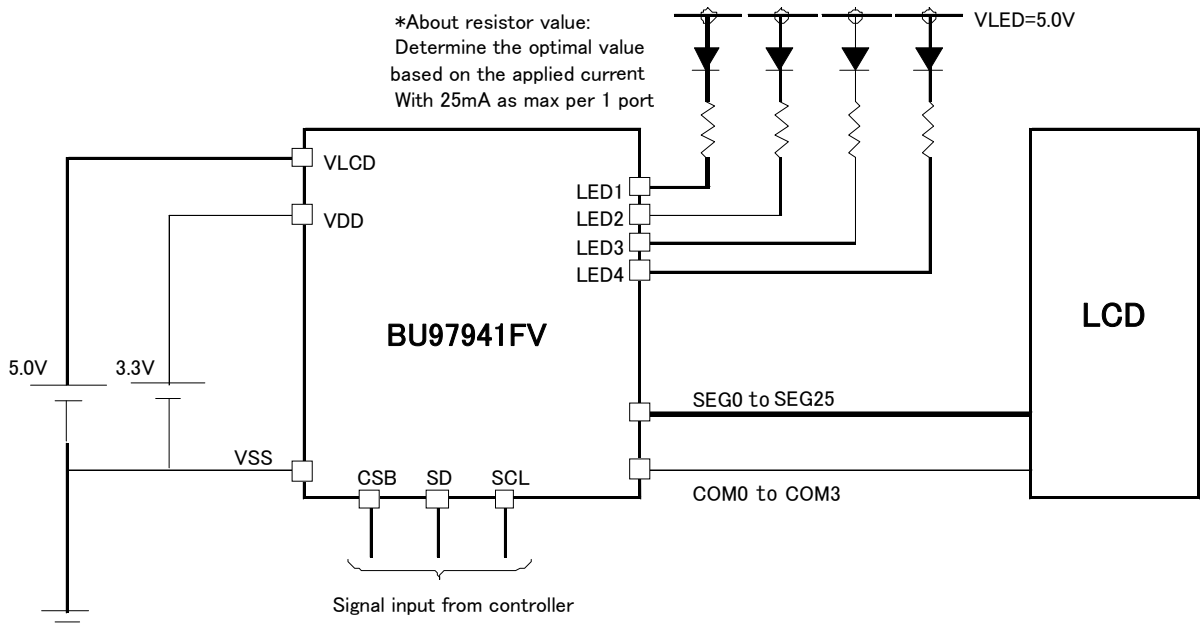 *About resistor value:
Determine the optimal value
based on the applied current
With 25mA as max per 1 port
VLED=5.0V
VLCD
VDD
LED1
LED2
LED3
LED4
BU97941FV
LCD
5.0V
3.3V
SEG0 to SEG25
VSS
CSB
SD
SCL
COM0 to COM3
Signal input from controller